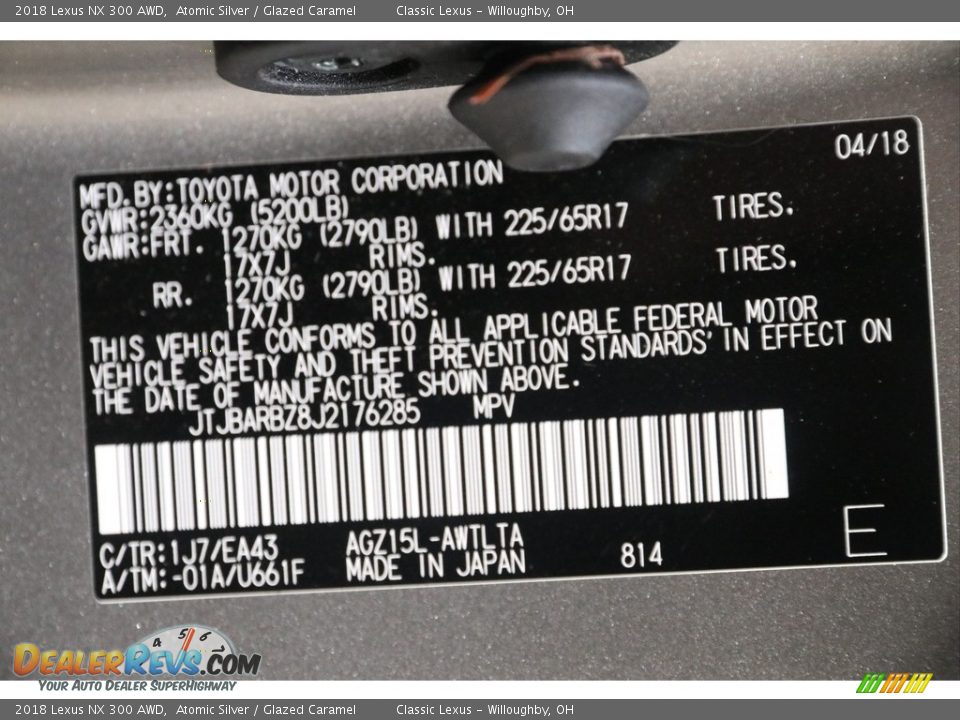 2018 Lexus NX 300 AWD, Atomic Silver / Glazed Caramel Classic Lexus - Willoughby, OH
04/18
MFD.BY:TOYOTA MOTOR CORPORATION
GVWR:2360KG (5200LB)
GAWR:FRT. 1270KG (2790LB) WITH 225/65R17 TIRES.
17X7J RIMS.
RR. 1270KG (2790LB) WITH 225/65R17 TIRES.
17X7J RIMS.
THIS VEHICLE CONFORMS TO ALL APPLICABLE FEDERAL MOTOR
VEHICLE SAFETY AND THEFT PREVENTION STANDARDS IN EFFECT ON
THE DATE OF MANUFACTURE SHOWN ABOVE.
JTJBARBZ8J2176285 MPV
C/TR:1J7/EA43 AGZ15L-AWTLTA
A/TM:-01A/U661F MADE IN JAPAN 814 E
4 5 6
DEALERREVS.COM
YOUR AUTO DEALER SUPERHIGHWAY
2018 Lexus NX 300 AWD, Atomic Silver / Glazed Caramel Classic Lexus - Willoughby, OH